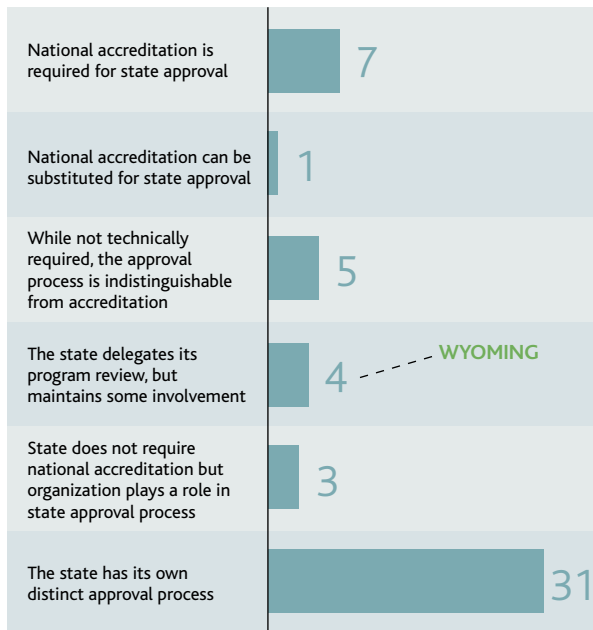 National accreditation is
required for state approval
7
National accreditation can be
substituted for state approval
1
While not technically
required, the approval
process is indistinguishable
from accreditation
5
The state delegates its
program review, but
maintains some involvement
4
WYOMING
State does not require
national accreditation but
organization plays a role in
state approval process
3
The state has its own
distinct approval process
31